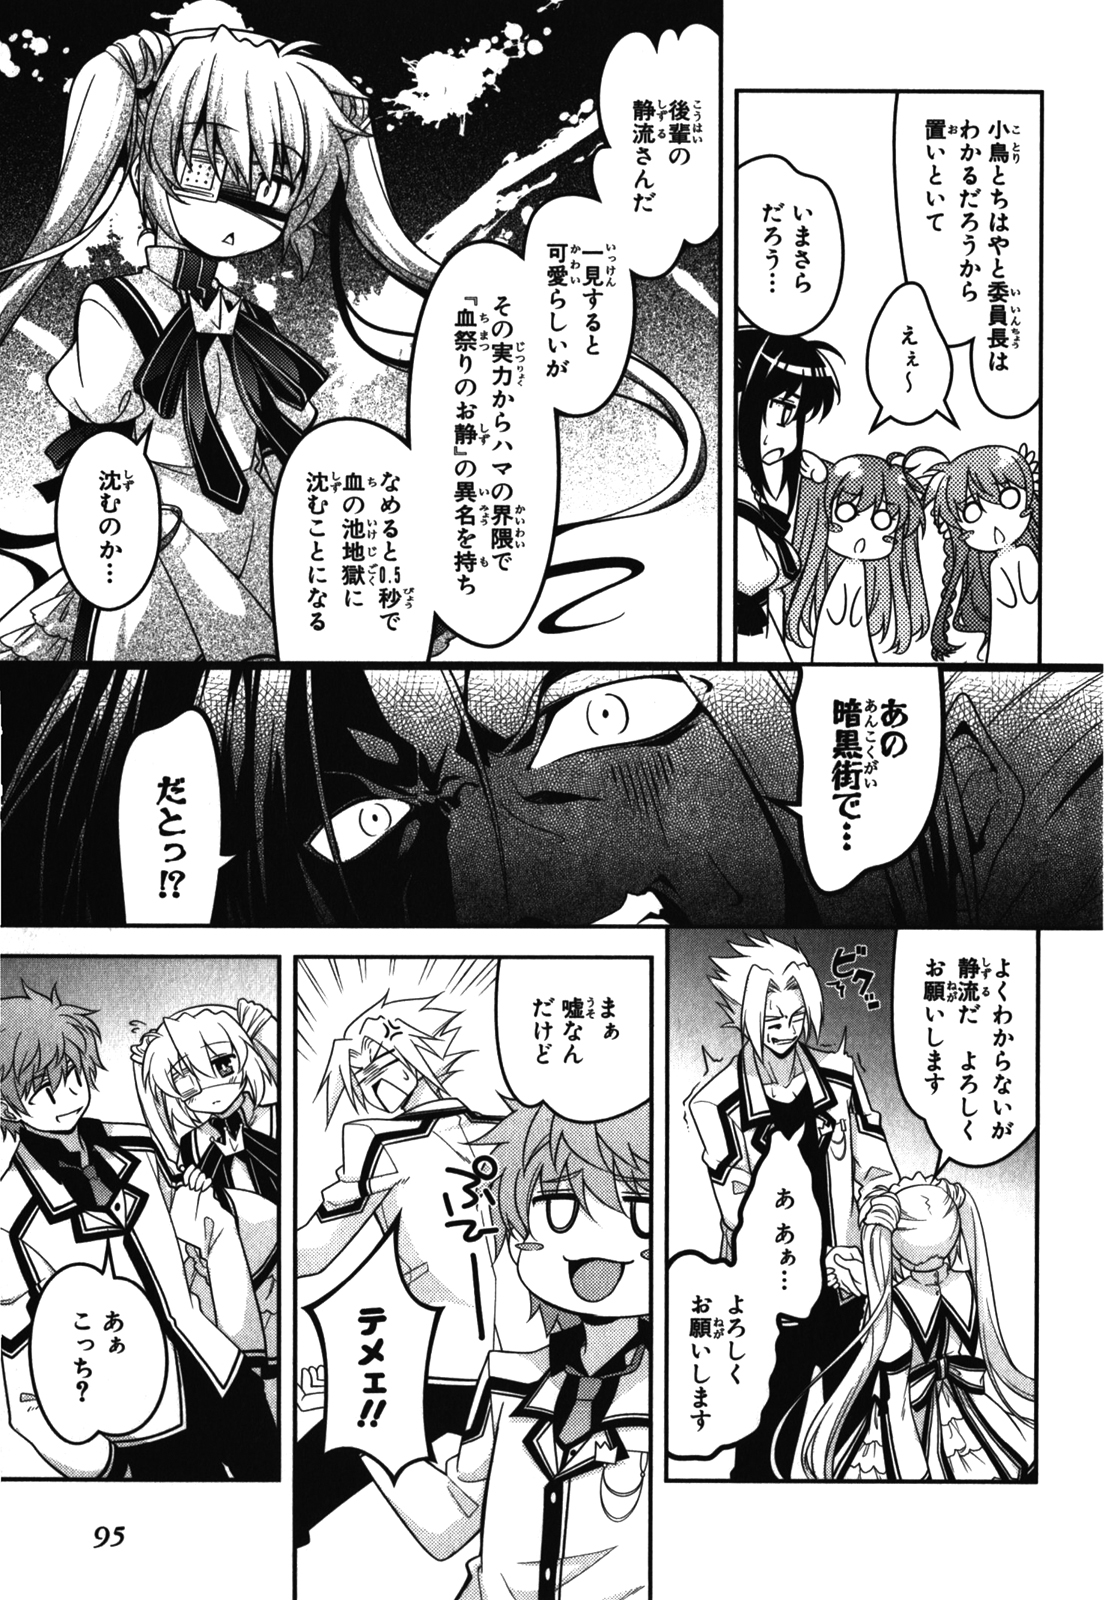 小鳥とちはやと委員長は
わかるだろうから
置いといて
えぇ〜
いまさら
だろう…
後輩の
静流さんだ
一見すると
可愛らしいが
その実力からハマの界隈で
『血祭りのお静』の異名を持ち
なめると0.5秒で
血の池地獄に
沈むことになる
沈むのか…
あの
暗黒街で…
だとっ!?
よくわからないが
静流だ よろしく
お願いします
ビクッ
あ あぁ…
よろしく
お願いします
まぁ
嘘なん
だけど
ぷいっ
テメェ!!
あぁ
こっち?
95